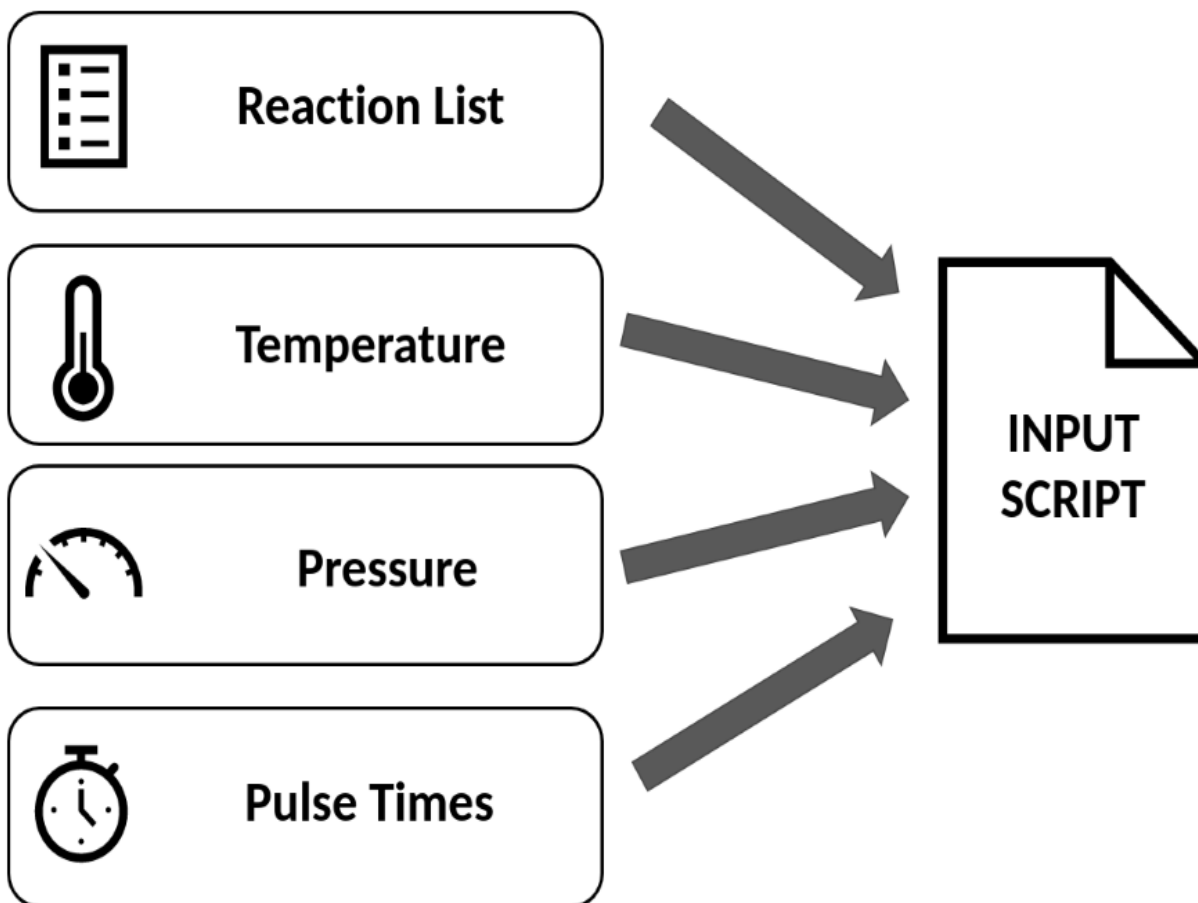 Reaction List
Temperature
Pressure
Pulse Times
INPUT
SCRIPT